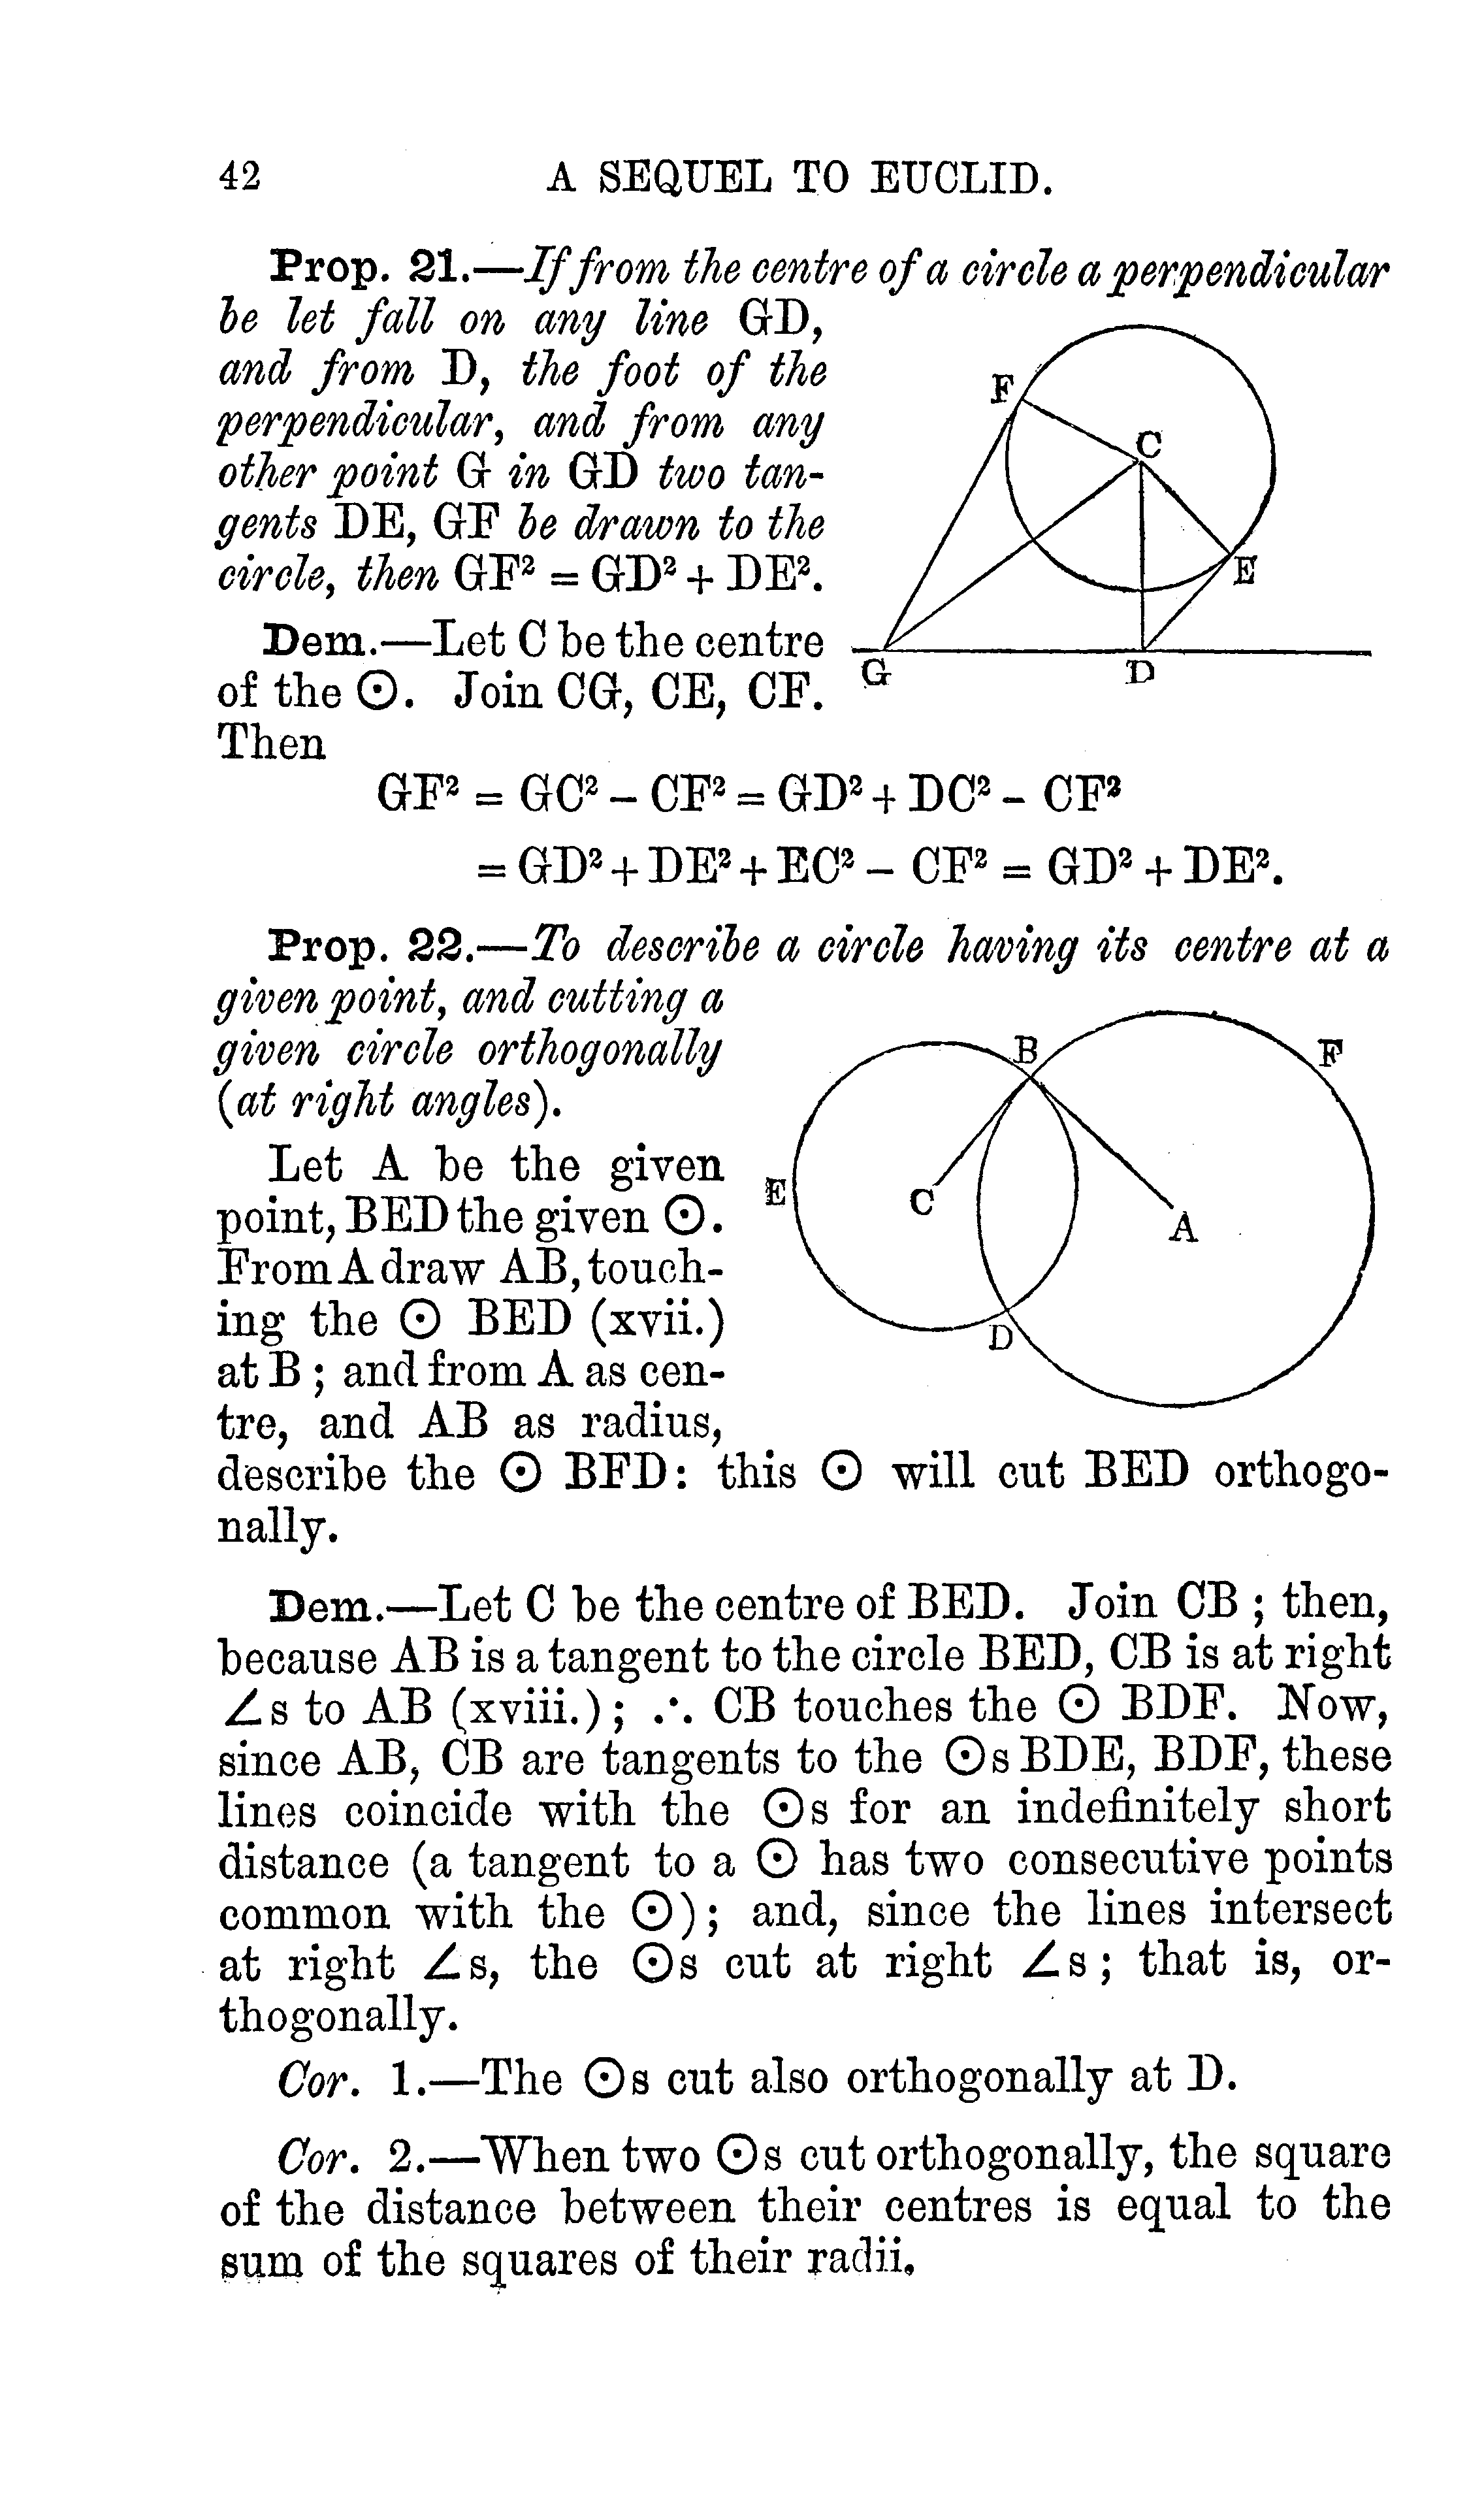 42 A SEQUEL TO EUCLID.
Prop. 21.—If from the centre of a circle a perpendicular
be let fall on any line GD,
and from D, the foot of the
perpendicular, and from any
other point G in GD two tan-
gents DE, GF be drawn to the
circle, then GF² = GD² + DE².
Dem.—Let C be the centre
of the ⊙. Join CG, CE, CF.
Then
F
C
E
G
D
GF² = GC² – CF² = GD² + DC² – CF²
= GD² + DE² + EC² – CF² = GD² + DE².
Prop. 22.—To describe a circle having its centre at a
given point, and cutting a
given circle orthogonally
(at right angles).
Let A be the given
point, BED the given ⊙.
From A draw AB, touch-
ing the ⊙ BED (xvii.)
at B ; and from A as cen-
tre, and AB as radius,
B
F
E
C
A
D
describe the ⊙ BFD: this ⊙ will cut BED orthogo-
nally.
Dem.—Let C be the centre of BED. Join CB ; then,
because AB is a tangent to the circle BED, CB is at right
∠s to AB (xviii.) ; ∴ CB touches the ⊙ BDF. Now,
since AB, CB are tangents to the ⊙s BDE, BDF, these
lines coincide with the ⊙s for an indefinitely short
distance (a tangent to a ⊙ has two consecutive points
common with the ⊙); and, since the lines intersect
at right ∠s, the ⊙s cut at right ∠s ; that is, or-
thogonally.
Cor. 1.—The ⊙s cut also orthogonally at D.
Cor. 2.—When two ⊙s cut orthogonally, the square
of the distance between their centres is equal to the
sum of the squares of their radii.